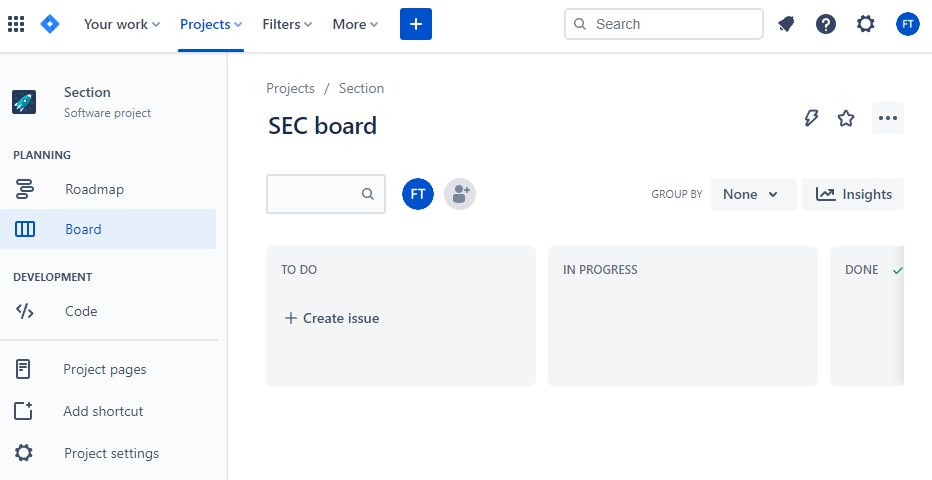 Your work Projects Filters More + Search FT
Section
Software project
PLANNING
Roadmap
Board
DEVELOPMENT
Code
Project pages
Add shortcut
Project settings
Projects / Section
SEC board
FT GROUP BY None Insights
TO DO IN PROGRESS DONE
+ Create issue